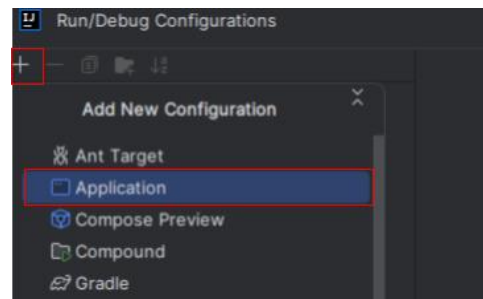 Run/Debug Configurations
Add New Configuration
Ant Target
Application
Compose Preview
Compound
Gradle